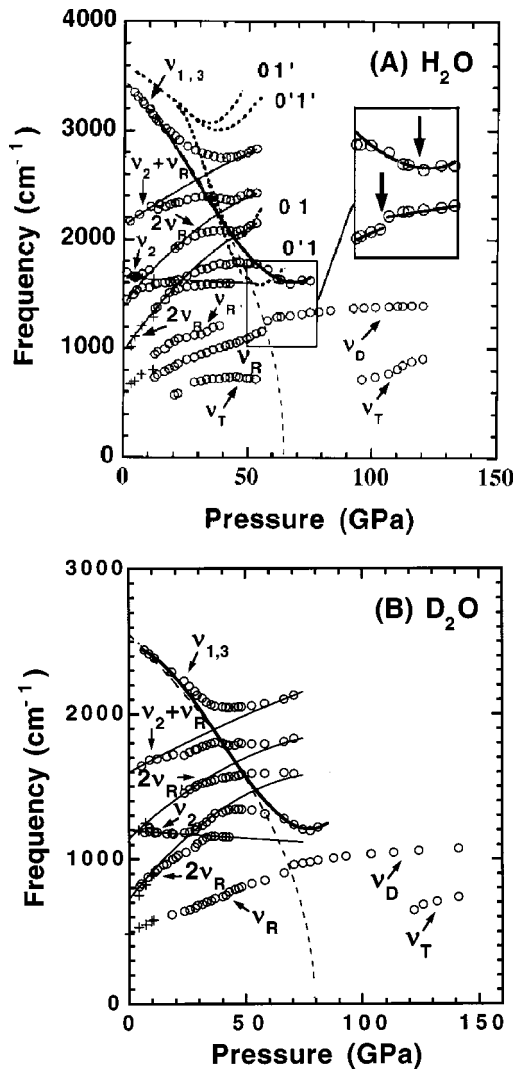 4000
(A) H₂O
ν₁,₃
01'
0'1'
3000
ν₂+νR
2νR
01
2000
ν₂
0'1
2νR
νR'
1000
νR
νD
νT
νT
0
0
50
100
150
Frequency (cm⁻¹)
Pressure (GPa)
3000
(B) D₂O
ν₁,₃
2000
ν₂+νR
2νR
ν₂
1000
2νR
νR
νD
νT
0
0
50
100
150
Frequency (cm⁻¹)
Pressure (GPa)